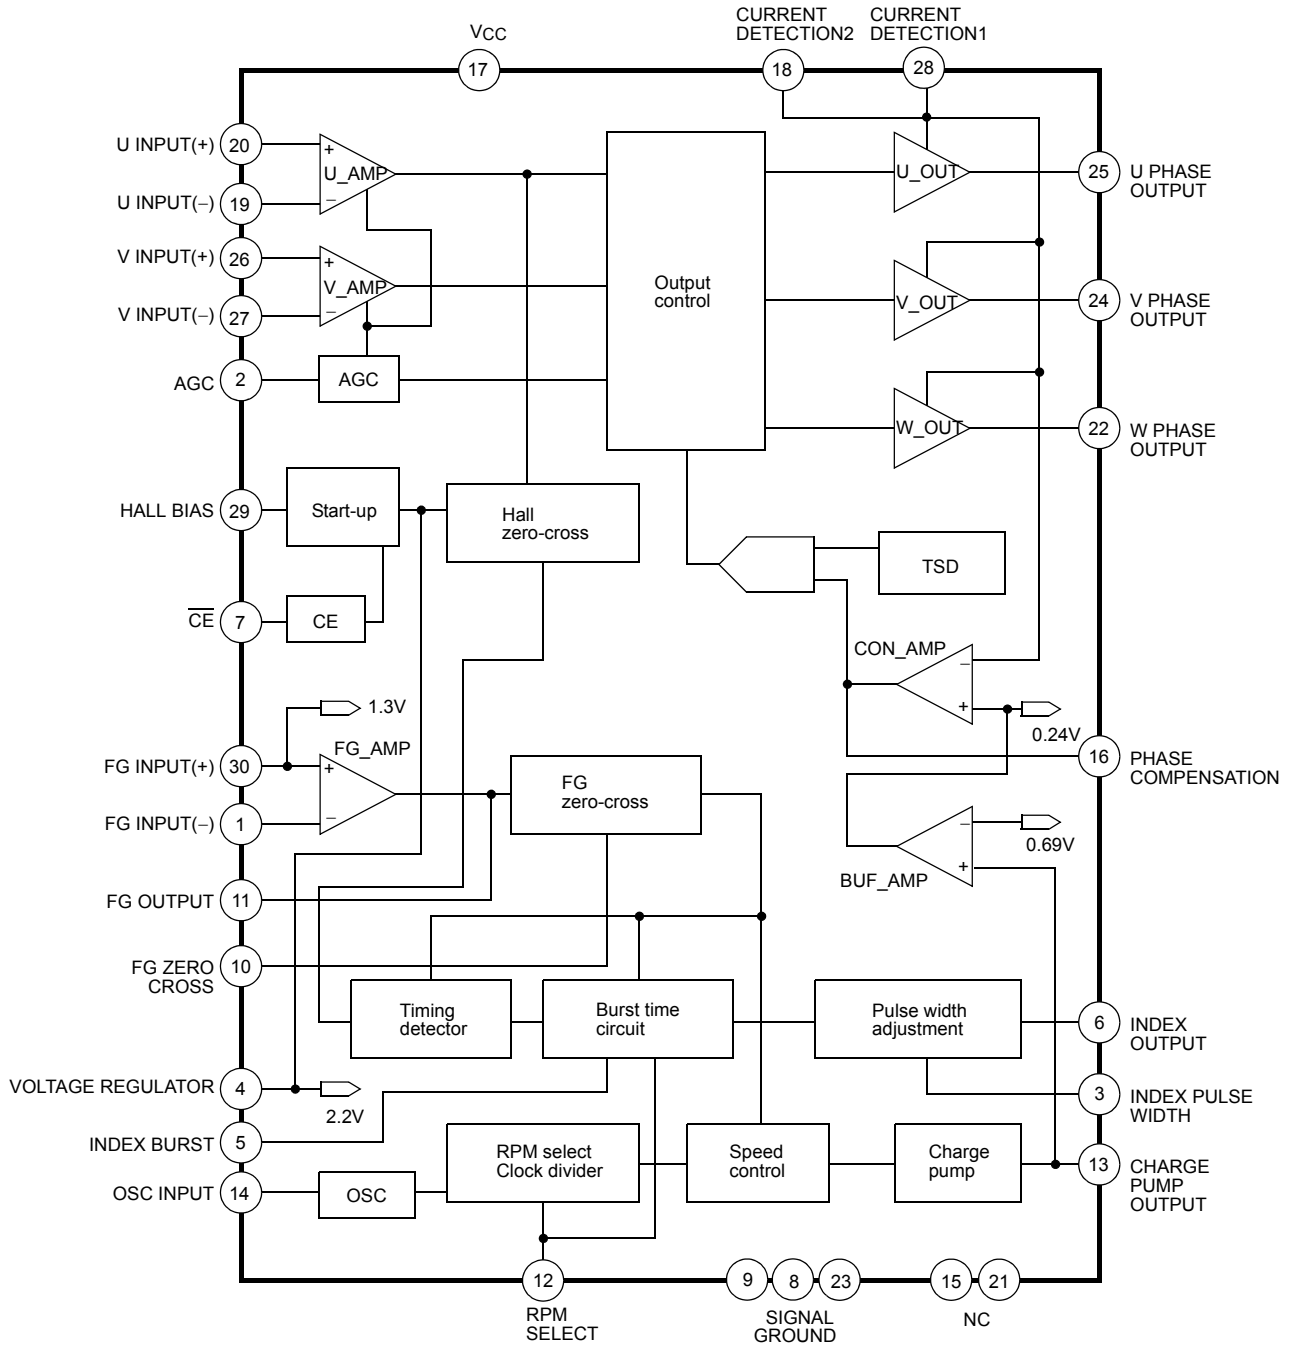 CURRENT
DETECTION2
CURRENT
DETECTION1
VCC
17
18
28
U INPUT(+)
20
+
U_AMP
−
U INPUT(−)
19
U_OUT
25
U PHASE
OUTPUT
V INPUT(+)
26
+
V_AMP
−
V INPUT(−)
27
Output
control
V_OUT
24
V PHASE
OUTPUT
AGC
2
AGC
W_OUT
22
W PHASE
OUTPUT
HALL BIAS
29
Start-up
Hall
zero-cross
TSD
CE
7
CE
CON_AMP
−
+
0.24V
1.3V
FG_AMP
FG INPUT(+)
30
+
−
FG INPUT(−)
1
FG
zero-cross
16
PHASE
COMPENSATION
−
0.69V
+
BUF_AMP
FG OUTPUT
11
FG ZERO
CROSS
10
Timing
detector
Burst time
circuit
Pulse width
adjustment
6
INDEX
OUTPUT
VOLTAGE REGULATOR
4
2.2V
3
INDEX PULSE
WIDTH
INDEX BURST
5
RPM select
Clock divider
Speed
control
Charge
pump
13
CHARGE
PUMP
OUTPUT
OSC INPUT
14
OSC
12
RPM
SELECT
9
8
23
SIGNAL
GROUND
15
21
NC